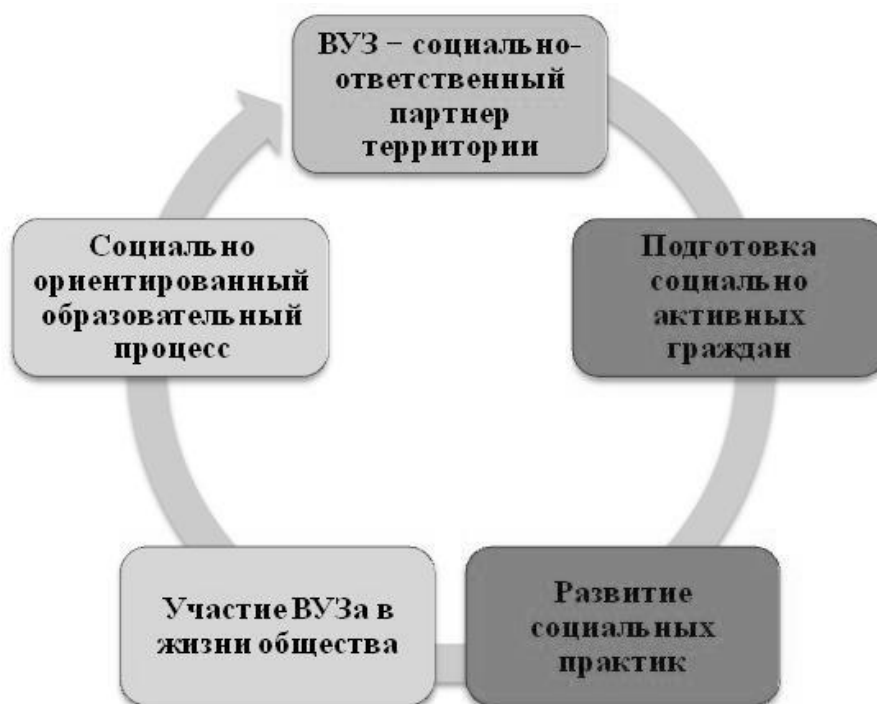 ВУЗ – социально-
ответственный
партнер
территории
Подготовка
социально
активных
граждан
Развитие
социальных
практик
Участие ВУЗа в
жизни общества
Социально
ориентированный
образовательный
процесс